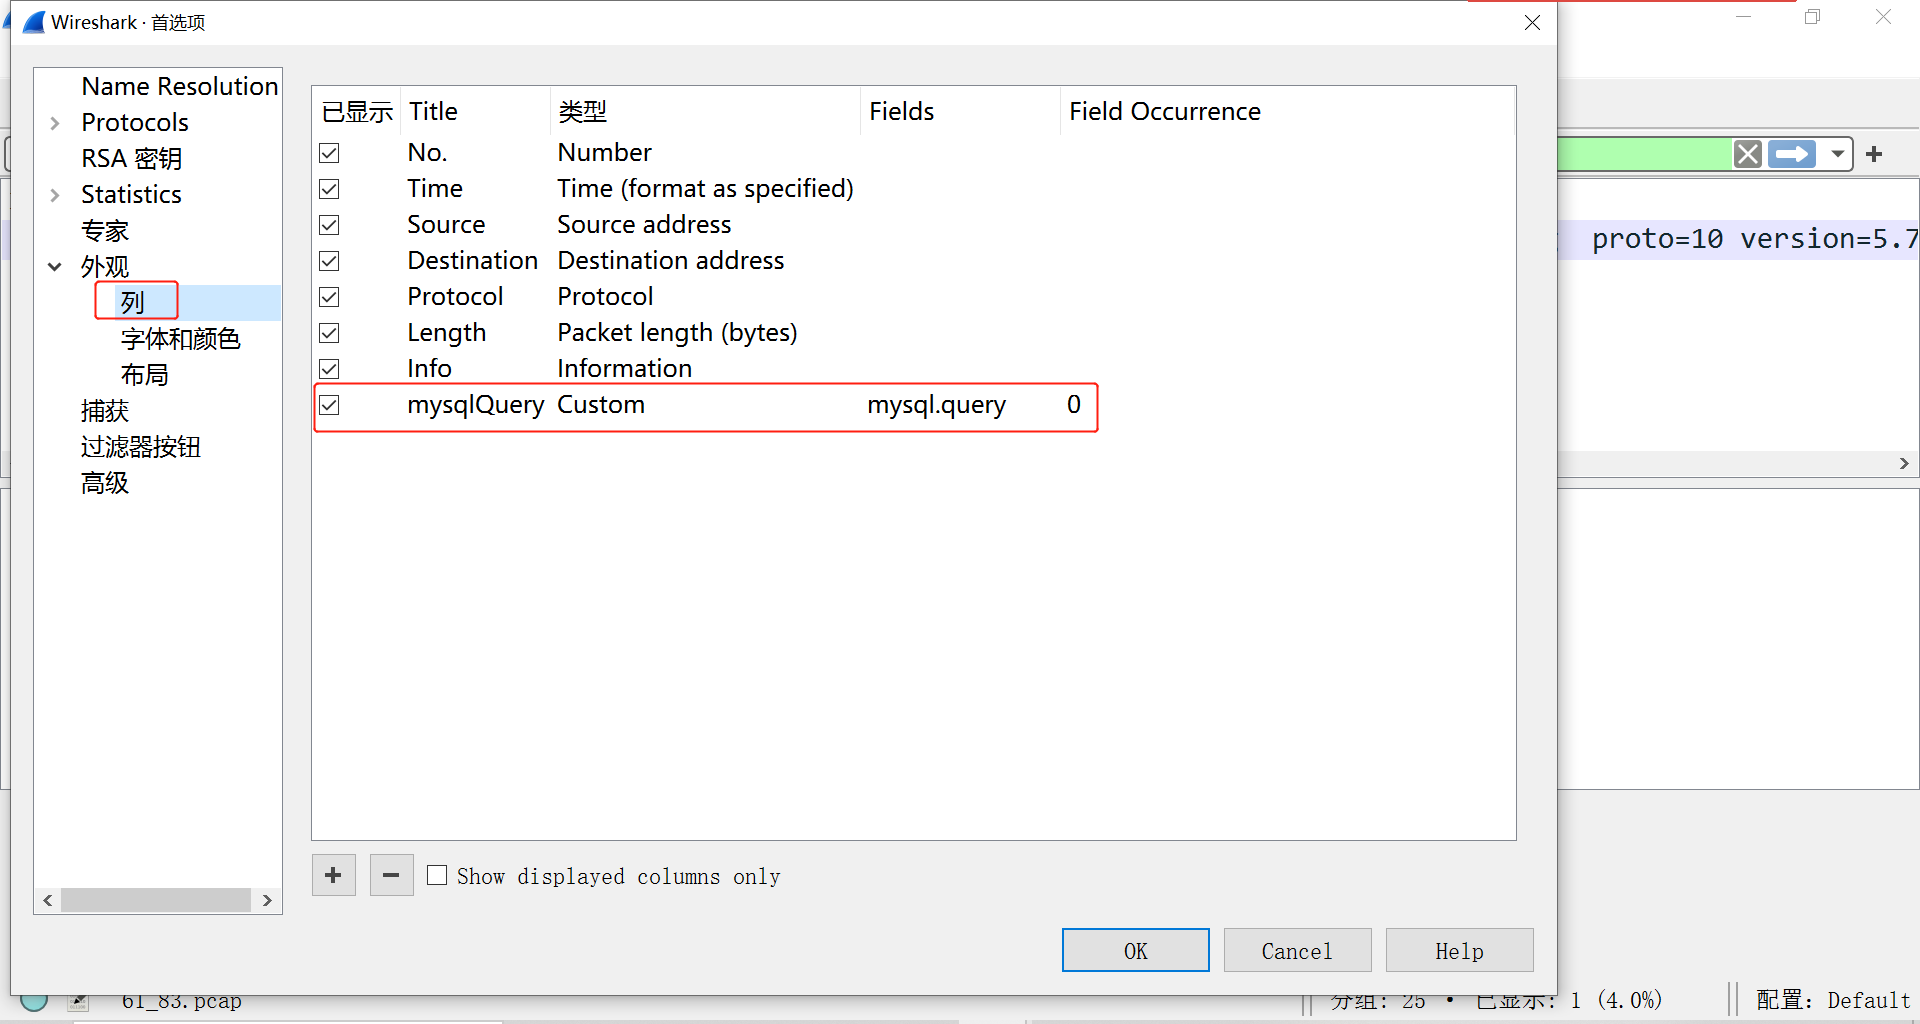 Wireshark · 首选项
Name Resolution
Protocols
RSA 密钥
Statistics
专家
外观
列
字体和颜色
布局
捕获
过滤器按钮
高级
已显示 Title 类型 Fields Field Occurrence
No. Number
Time Time (format as specified)
Source Source address
Destination Destination address
Protocol Protocol
Length Packet length (bytes)
Info Information
mysqlQuery Custom mysql.query 0
Show displayed columns only
OK Cancel Help
proto=10 version=5.7
61_83.pcap
分组: 25 · 已显示: 1 (4.0%)
配置: Default